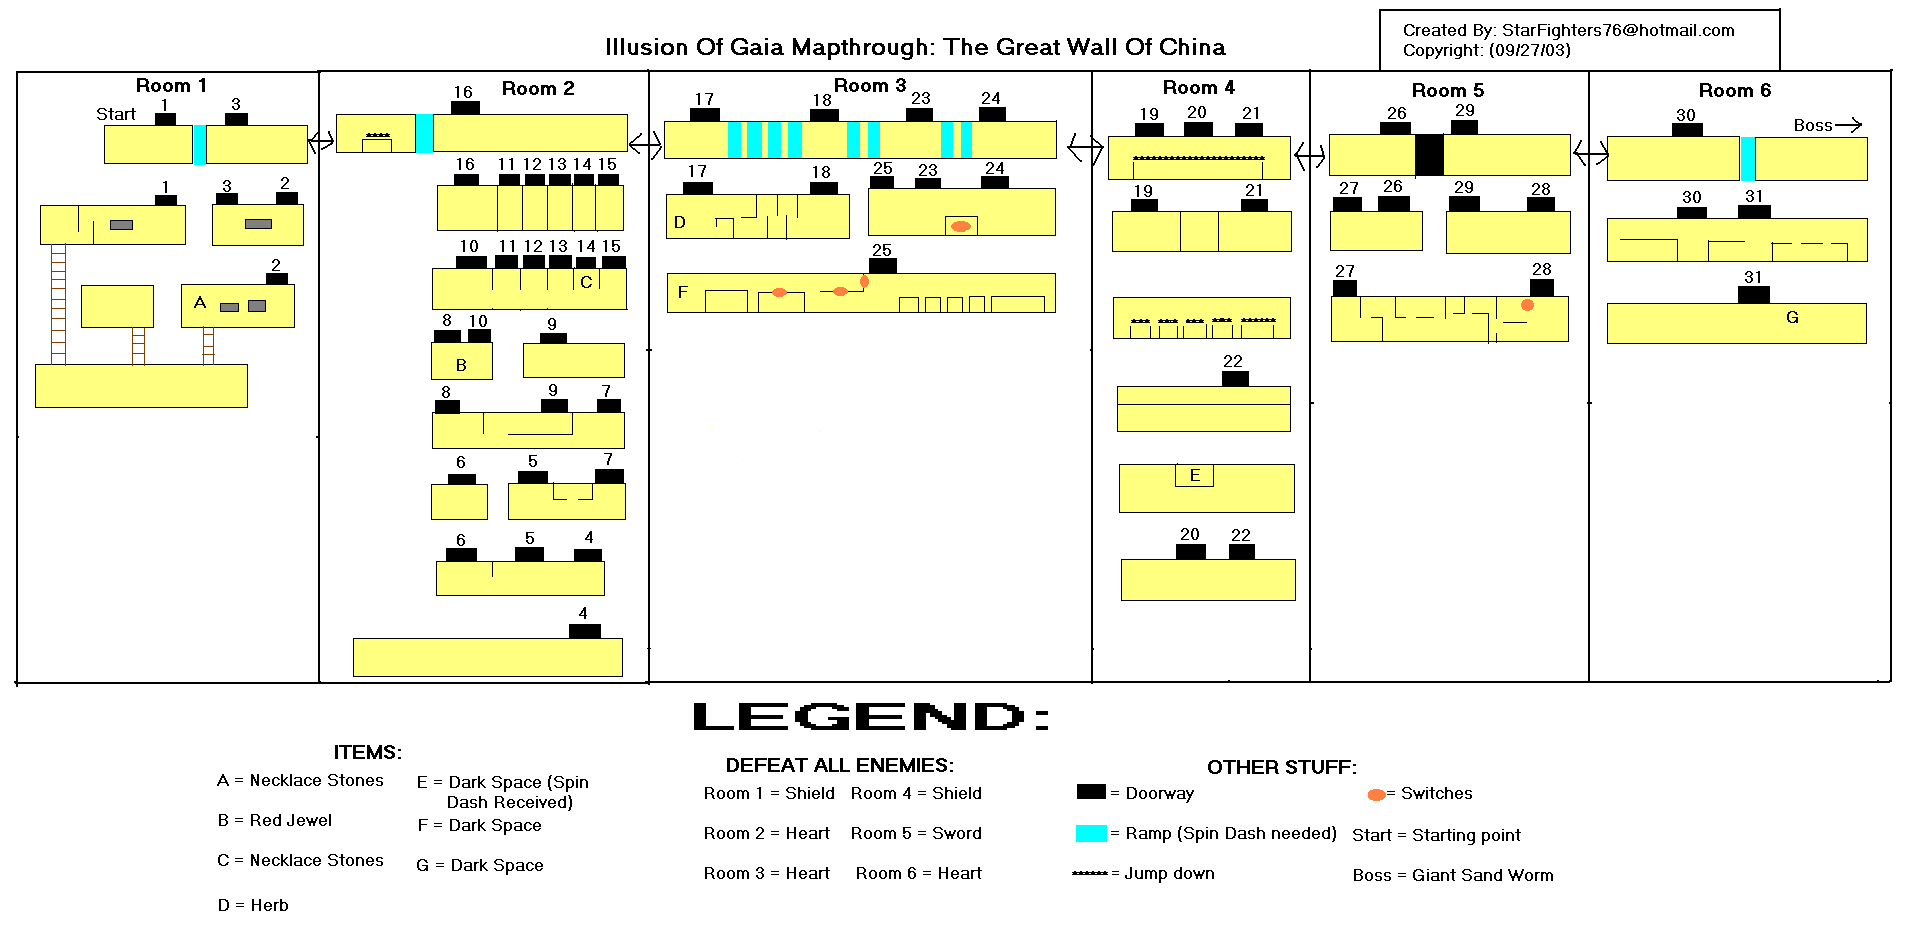 Illusion Of Gaia Mapthrough: The Great Wall Of China
Created By: StarFighters76@hotmail.com
Copyright: (09/27/03)
Room 1
Start
1 3
1
3 2
2
A
Room 2
16
16 11 12 13 14 15
10 11 12 13 14 15
C
8 10 9
B
8 9 7
6 5 7
6 5 4
4
Room 3
17 18 23 24
17 18 25 23 24
D
25
F
Room 4
19 20 21
19 21
22
E
20 22
Room 5
26 29
27 26 29 28
27 28
Room 6
30
Boss
30 31
31
G
LEGEND:
ITEMS:
A = Necklace Stones
B = Red Jewel
C = Necklace Stones
D = Herb
E = Dark Space (Spin
Dash Received)
F = Dark Space
G = Dark Space
DEFEAT ALL ENEMIES:
Room 1 = Shield Room 4 = Shield
Room 2 = Heart Room 5 = Sword
Room 3 = Heart Room 6 = Heart
OTHER STUFF:
= Doorway
= Switches
= Ramp (Spin Dash needed)
Start = Starting point
= Jump down
Boss = Giant Sand Worm